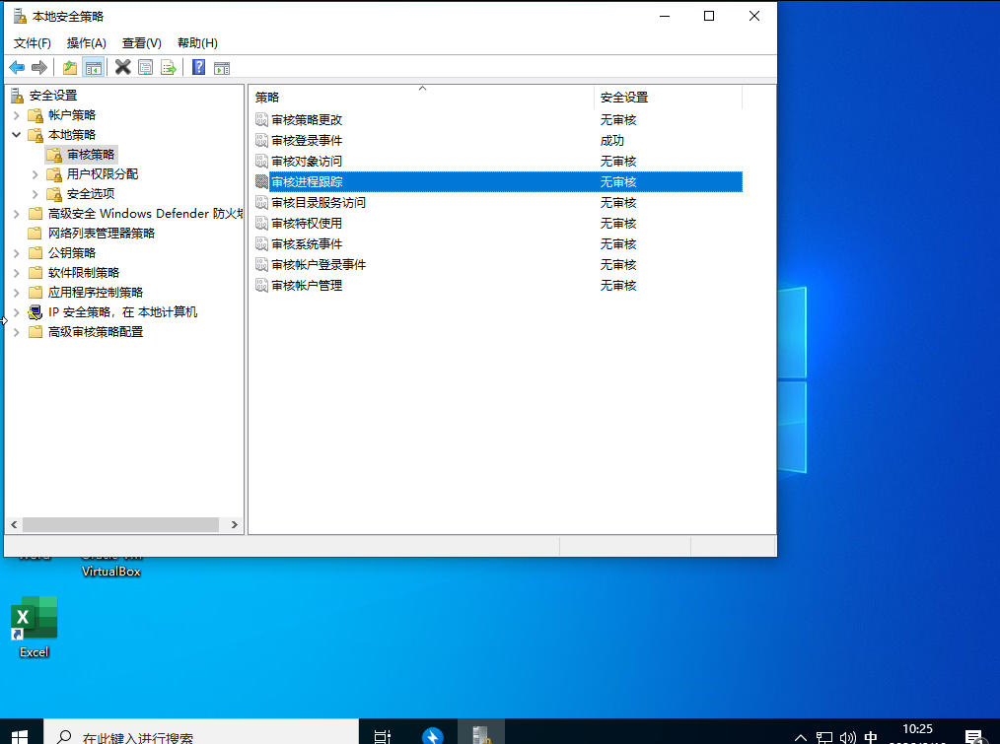 本地安全策略
文件(F) 操作(A) 查看(V) 帮助(H)
安全设置
帐户策略
本地策略
审核策略
用户权限分配
安全选项
高级安全 Windows Defender 防火
网络列表管理器策略
公钥策略
软件限制策略
应用程序控制策略
IP 安全策略，在 本地计算机
高级审核策略配置
策略 安全设置
审核策略更改 无审核
审核登录事件 成功
审核对象访问 无审核
审核进程跟踪 无审核
审核目录服务访问 无审核
审核特权使用 无审核
审核系统事件 无审核
审核帐户登录事件 无审核
审核帐户管理 无审核
VirtualBox
Excel
在此键入进行搜索
中
10:25